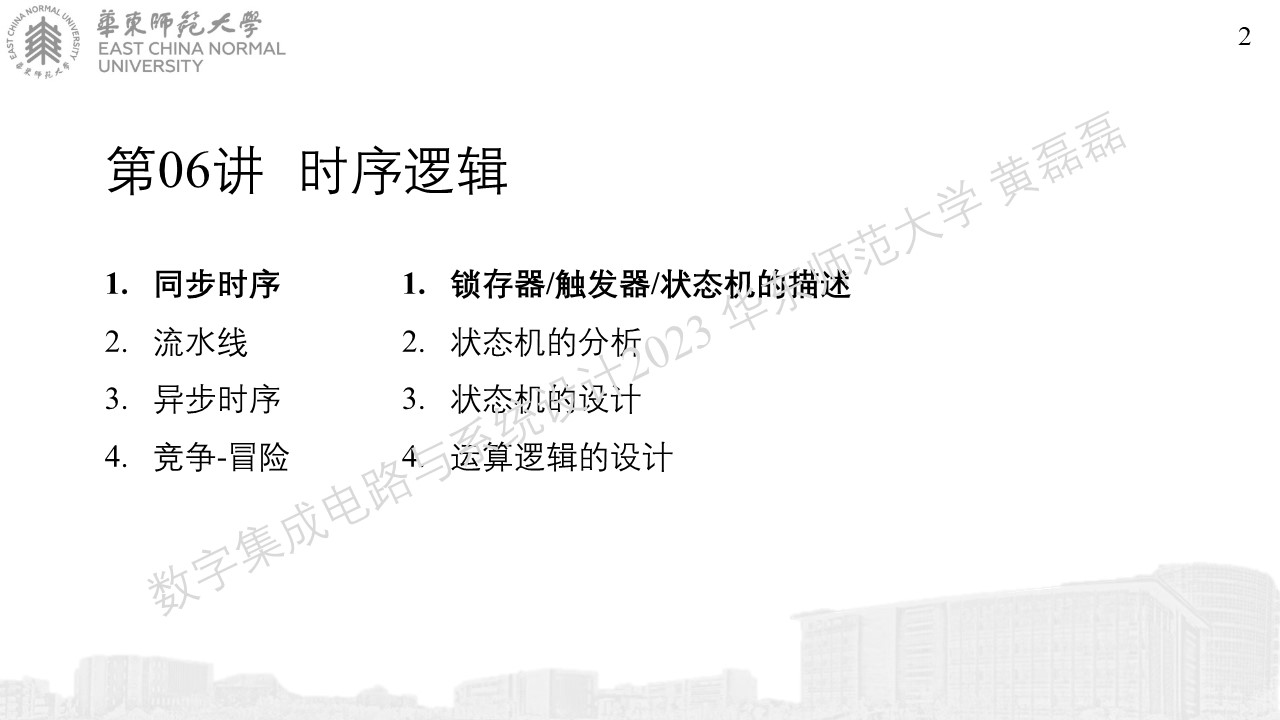 華東師範大學
EAST CHINA NORMAL
UNIVERSITY
2
第06讲 时序逻辑
1. 同步时序
2. 流水线
3. 异步时序
4. 竞争-冒险
1. 锁存器/触发器/状态机的描述
2. 状态机的分析
3. 状态机的设计
4. 运算逻辑的设计
数字集成电路与系统设计2023 华东师范大学 黄磊磊
EAST CHINA NORMAL UNIVERSITY
華東師範大學